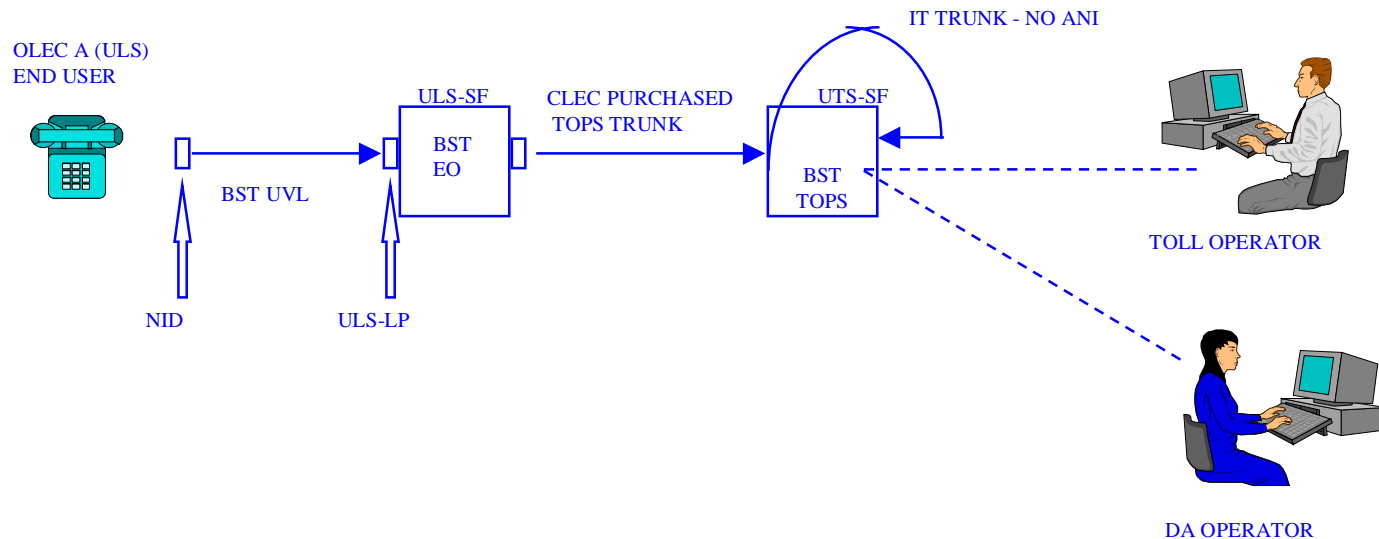 IT TRUNK - NO ANI
OLEC A (ULS)
END USER
ULS-SF
CLEC PURCHASED
TOPS TRUNK
UTS-SF
BST
EO
BST UVL
BST
TOPS
TOLL OPERATOR
NID
ULS-LP
DA OPERATOR